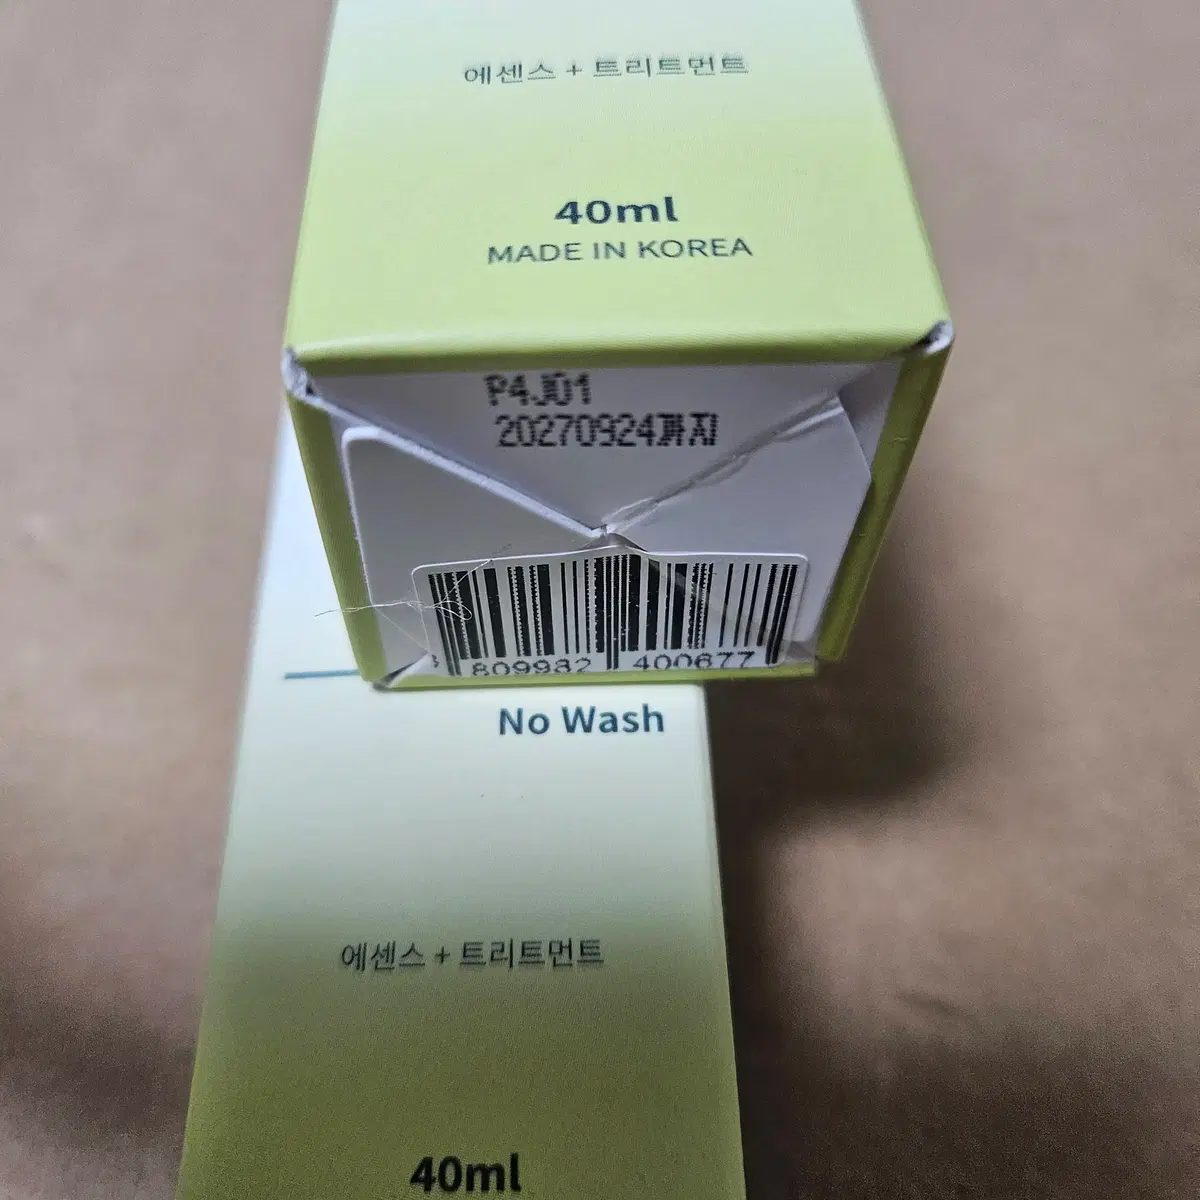 에센스 + 트리트먼트
40ml
MADE IN KOREA
P4J01
20270924까지
8 809982 400677
No Wash
에센스 + 트리트먼트
40ml